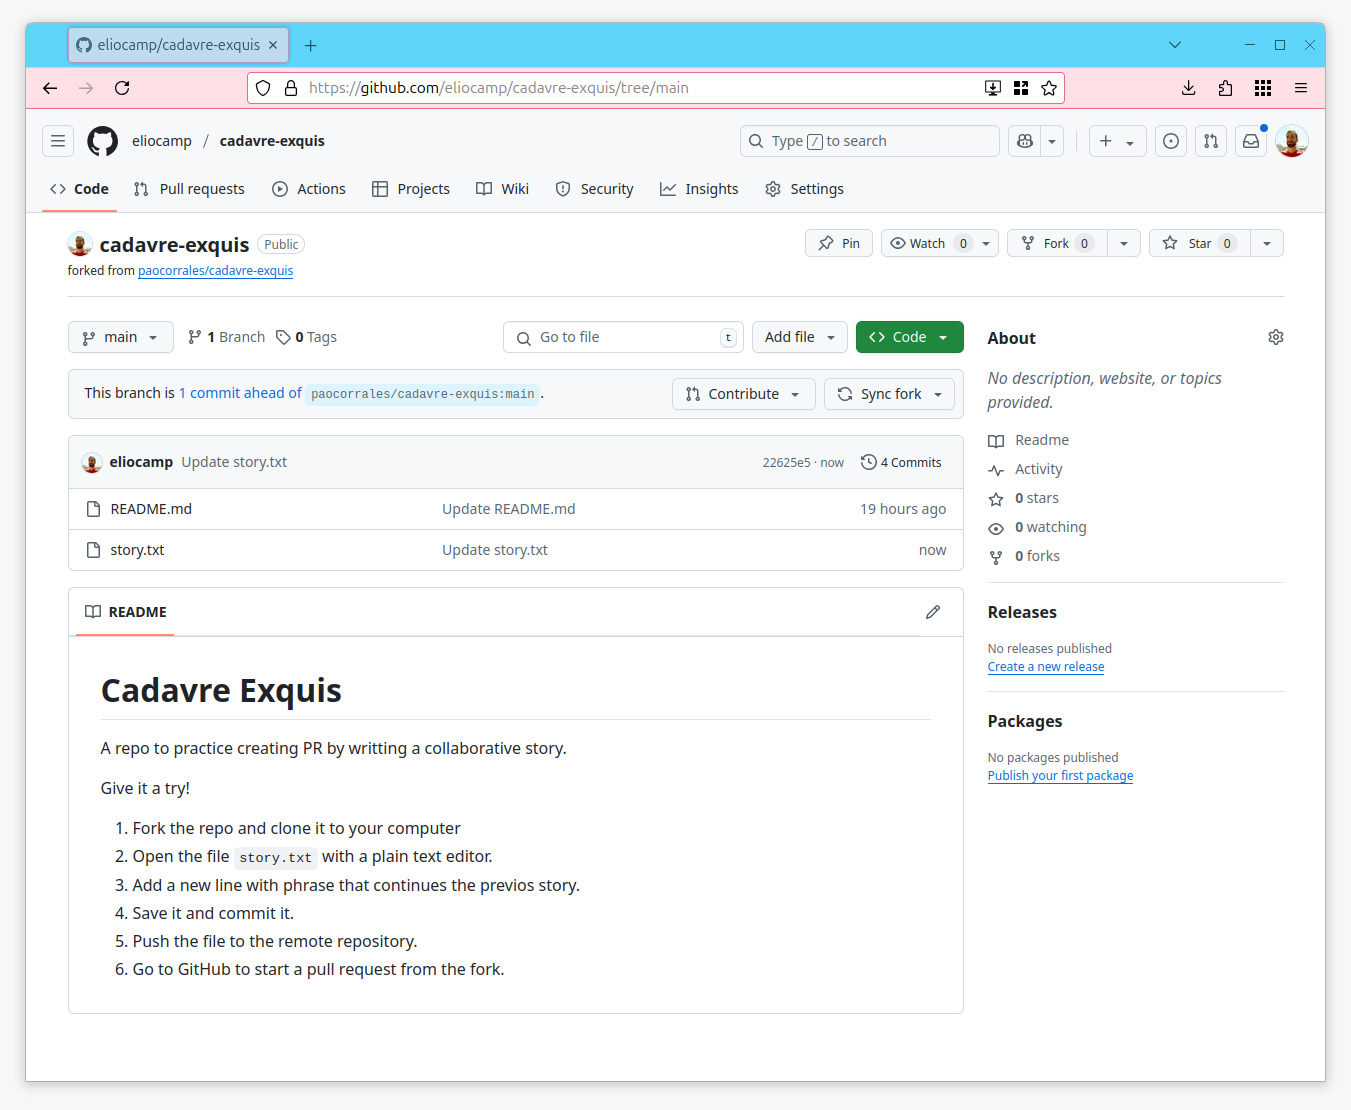 eliocamp/cadavre-exquis
https://github.com/eliocamp/cadavre-exquis/tree/main
eliocamp / cadavre-exquis
Type / to search
Code Pull requests Actions Projects Wiki Security Insights Settings
cadavre-exquis Public
Pin Watch 0 Fork 0 Star 0
forked from paocorrales/cadavre-exquis
main 1 Branch 0 Tags Go to file t Add file Code
This branch is 1 commit ahead of paocorrales/cadavre-exquis:main .
Contribute Sync fork
eliocamp Update story.txt 22625e5 · now 4 Commits
README.md Update README.md 19 hours ago
story.txt Update story.txt now
README
Cadavre Exquis
A repo to practice creating PR by writting a collaborative story.
Give it a try!
1. Fork the repo and clone it to your computer
2. Open the file story.txt with a plain text editor.
3. Add a new line with phrase that continues the previos story.
4. Save it and commit it.
5. Push the file to the remote repository.
6. Go to GitHub to start a pull request from the fork.
About
No description, website, or topics
provided.
Readme
Activity
0 stars
0 watching
0 forks
Releases
No releases published
Create a new release
Packages
No packages published
Publish your first package